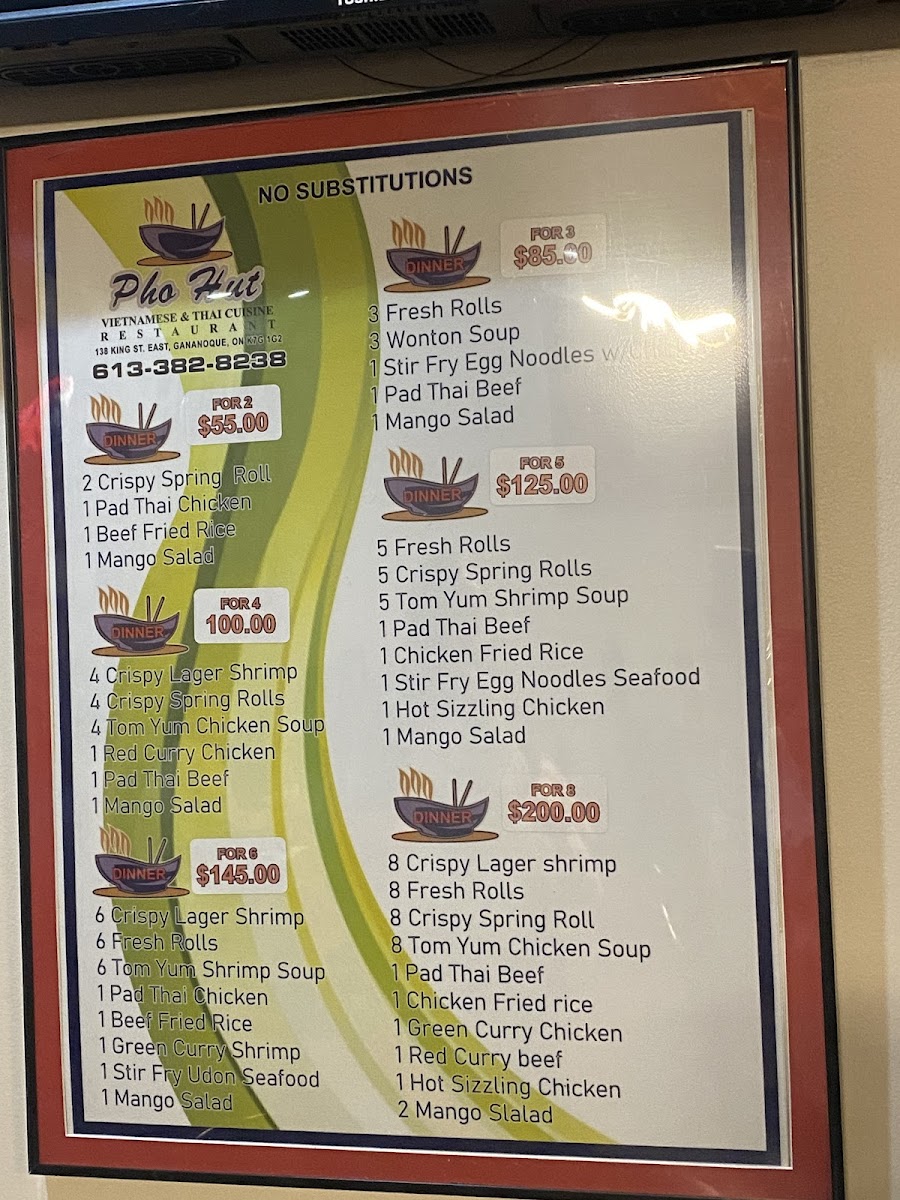 NO SUBSTITUTIONS
Pho Hut
VIETNAMESE & THAI CUISINE
RESTAURANT
138 KING ST. EAST, GANANOQUE, ON K7G 1G2
613-382-8238
DINNER
FOR 2
$55.00
2 Crispy Spring Roll
1 Pad Thai Chicken
1 Beef Fried Rice
1 Mango Salad
DINNER
FOR 4
100.00
4 Crispy Lager Shrimp
4 Crispy Spring Rolls
4 Tom Yum Chicken Soup
1 Red Curry Chicken
1 Pad Thai Beef
1 Mango Salad
DINNER
FOR 6
$145.00
6 Crispy Lager Shrimp
6 Fresh Rolls
6 Tom Yum Shrimp Soup
1 Pad Thai Chicken
1 Beef Fried Rice
1 Green Curry Shrimp
1 Stir Fry Udon Seafood
1 Mango Salad
DINNER
FOR 3
$85.00
3 Fresh Rolls
3 Wonton Soup
1 Stir Fry Egg Noodles
1 Pad Thai Beef
1 Mango Salad
DINNER
FOR 5
$125.00
5 Fresh Rolls
5 Crispy Spring Rolls
5 Tom Yum Shrimp Soup
1 Pad Thai Beef
1 Chicken Fried Rice
1 Stir Fry Egg Noodles Seafood
1 Hot Sizzling Chicken
1 Mango Salad
DINNER
FOR 8
$200.00
8 Crispy Lager shrimp
8 Fresh Rolls
8 Crispy Spring Roll
8 Tom Yum Chicken Soup
1 Pad Thai Beef
1 Chicken Fried rice
1 Green Curry Chicken
1 Red Curry beef
1 Hot Sizzling Chicken
2 Mango Slalad